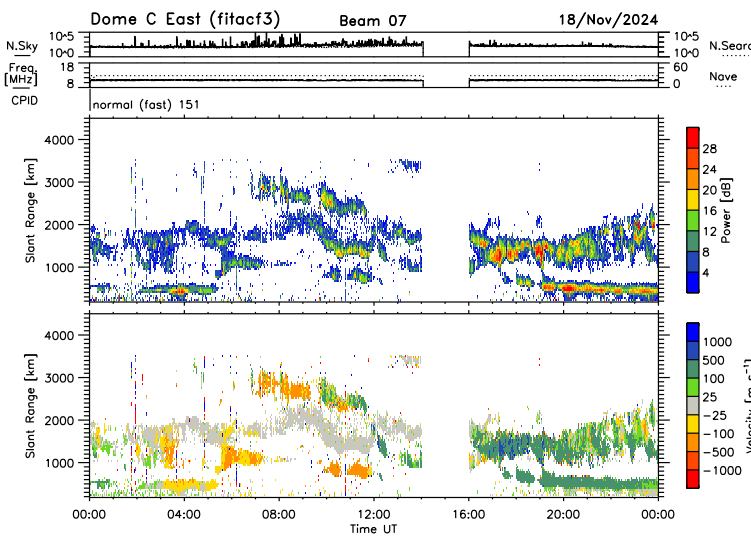 Dome C East (fitacf3) Beam 07 18/Nov/2024
N.Sky 10^5 10^0 10^5 10^0 N.Searc
Freq. [MHz] 18 8 60 0 Nave
CPID normal (fast) 151
Slant Range [km] 4000 3000 2000 1000
Power [dB] 28 24 20 16 12 8 4
Slant Range [km] 4000 3000 2000 1000
Velocity [m s⁻¹] 1000 500 100 25 -25 -100 -500 -1000
00:00 04:00 08:00 12:00 16:00 20:00 00:00
Time UT